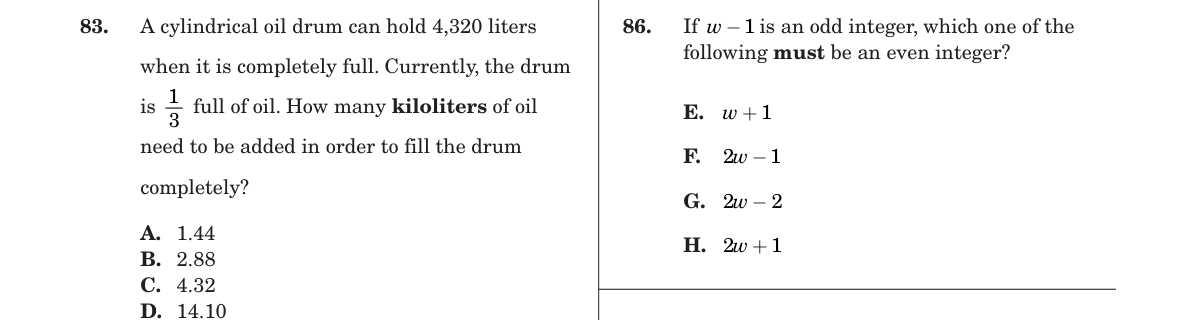 83. A cylindrical oil drum can hold 4,320 liters
when it is completely full. Currently, the drum
is 1/3 full of oil. How many kiloliters of oil
need to be added in order to fill the drum
completely?
A. 1.44
B. 2.88
C. 4.32
D. 14.10
86. If w – 1 is an odd integer, which one of the
following must be an even integer?
E. w + 1
F. 2w – 1
G. 2w – 2
H. 2w + 1